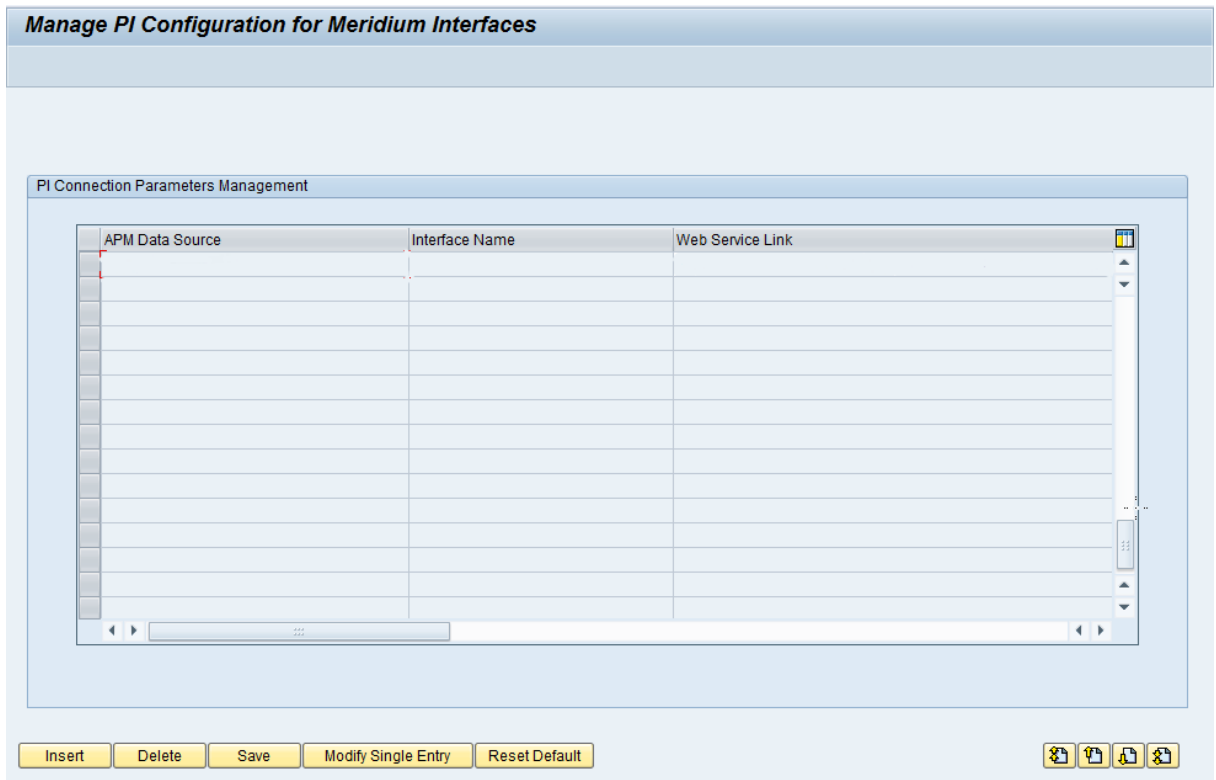 Manage PI Configuration for Meridium Interfaces
PI Connection Parameters Management
APM Data Source Interface Name Web Service Link
Insert Delete Save Modify Single Entry Reset Default